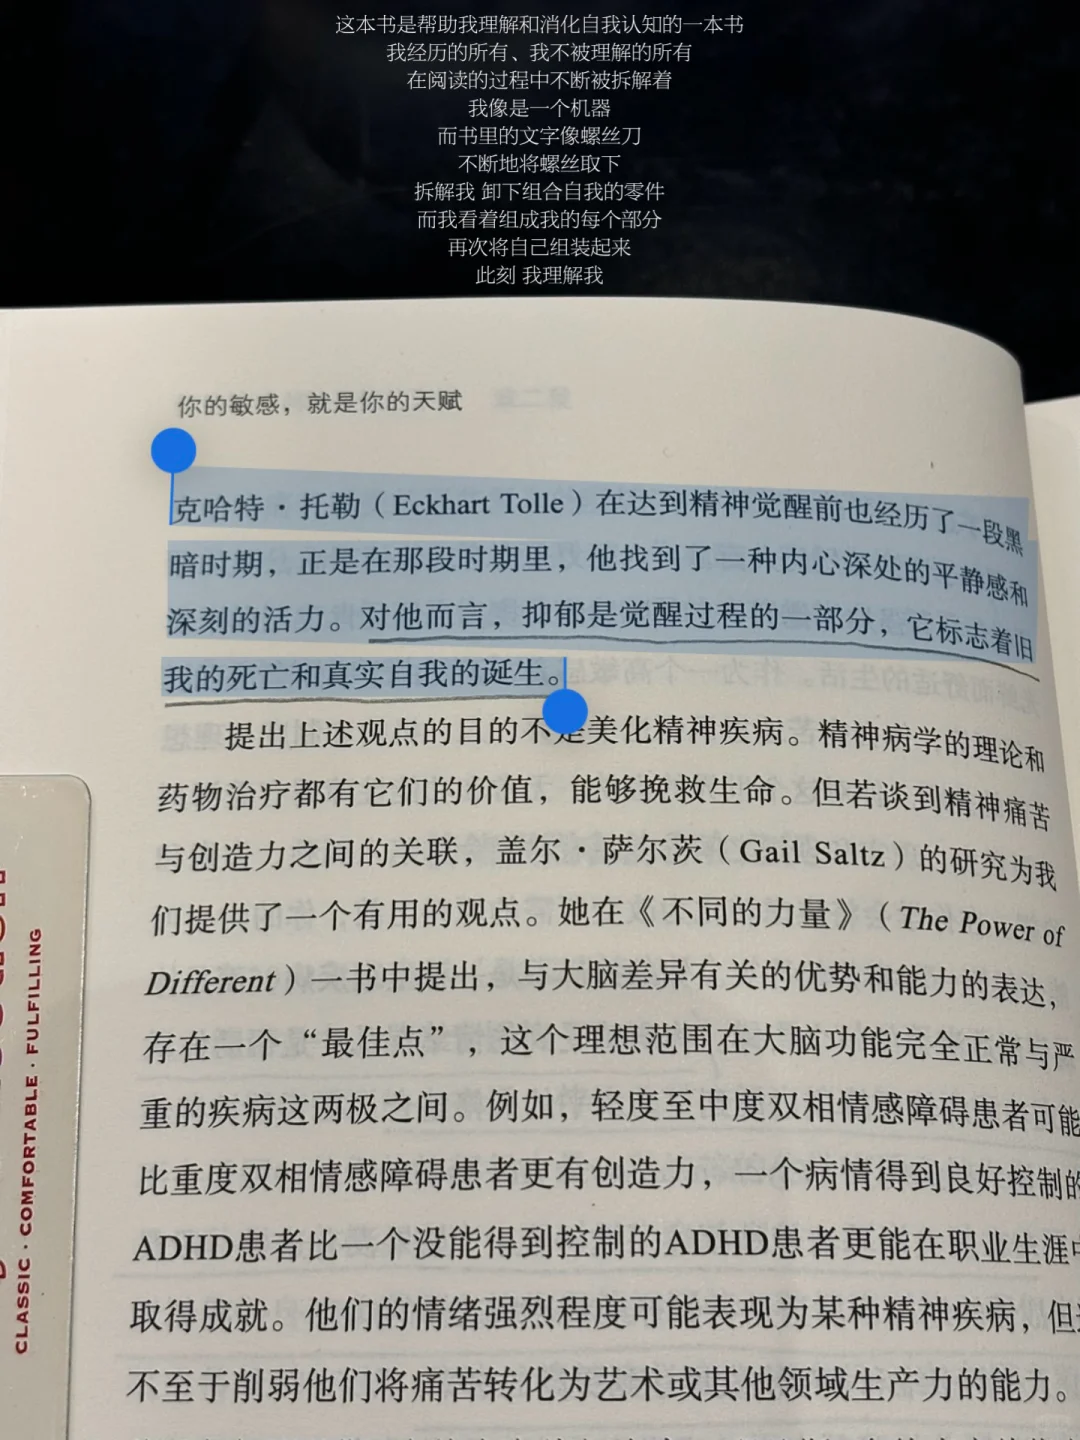 这本书是帮助我理解和消化自我认知的一本书
我经历的所有、我不被理解的所有
在阅读的过程中不断被拆解着
我像是一个机器
而书里的文字像螺丝刀
不断地将螺丝取下
拆解我 卸下组合自我的零件
而我看着组成我的每个部分
再次将自己组装起来
此刻 我理解我
你的敏感，就是你的天赋
克哈特·托勒（Eckhart Tolle）在达到精神觉醒前也经历了一段黑
暗时期，正是在那段时期里，他找到了一种内心深处的平静感和
深刻的活力。对他而言，抑郁是觉醒过程的一部分，它标志着旧
我的死亡和真实自我的诞生。
提出上述观点的目的不是美化精神疾病。精神病学的理论和
药物治疗都有它们的价值，能够挽救生命。但若谈到精神痛苦
与创造力之间的关联，盖尔·萨尔茨（Gail Saltz）的研究为我
们提供了一个有用的观点。她在《不同的力量》（The Power of
Different）一书中提出，与大脑差异有关的优势和能力的表达，
存在一个“最佳点”，这个理想范围在大脑功能完全正常与严
重的疾病这两极之间。例如，轻度至中度双相情感障碍患者可能
比重度双相情感障碍患者更有创造力，一个病情得到良好控制的
ADHD患者比一个没能得到控制的ADHD患者更能在职业生涯中
取得成就。他们的情绪强烈程度可能表现为某种精神疾病，但
不至于削弱他们将痛苦转化为艺术或其他领域生产力的能力。
CLASSIC · COMFORTABLE · FULFILLING